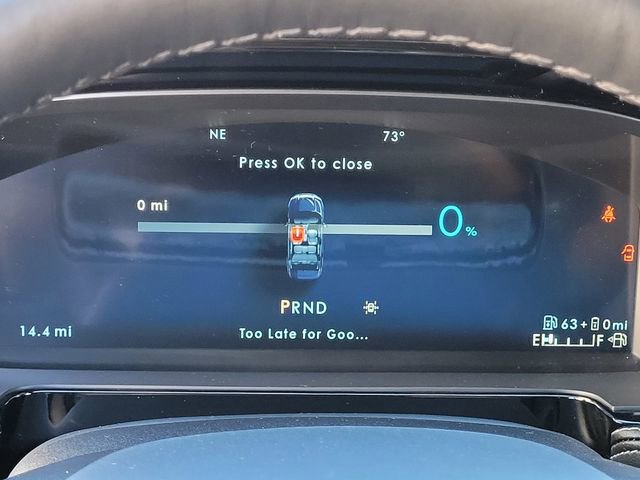 NE 73°
Press OK to close
0 mi
0%
PRND
14.4 mi
Too Late for Goo...
63 + 0 mi
E F